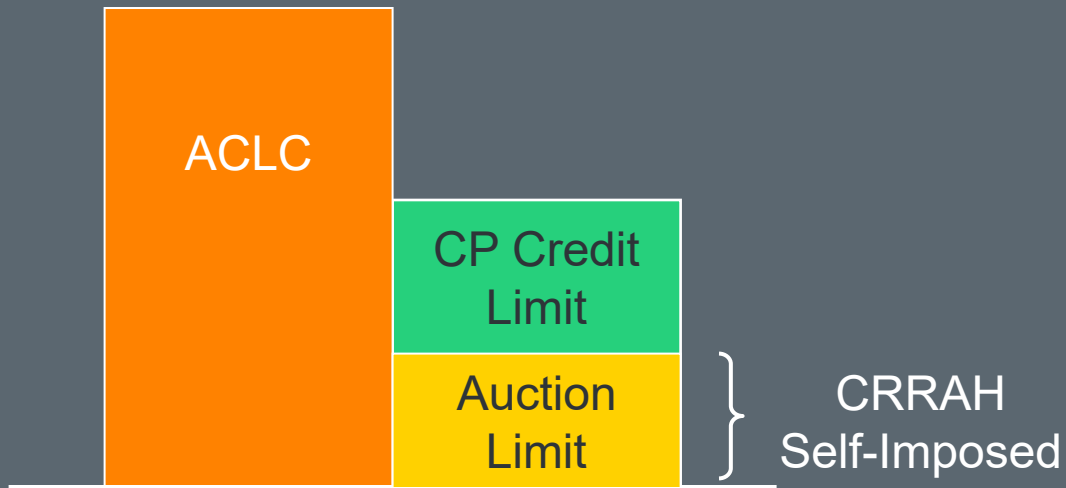 ACLC
CP Credit
Limit
Auction
Limit
CRRAH
Self-Imposed